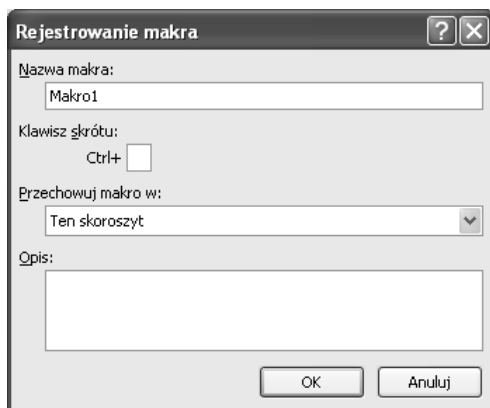 Rejestrowanie makra
Nazwa makra:
Makro1
Klawisz skrótu:
Ctrl+
Przechowuj makro w:
Ten skoroszyt
Opis:
OK Anuluj